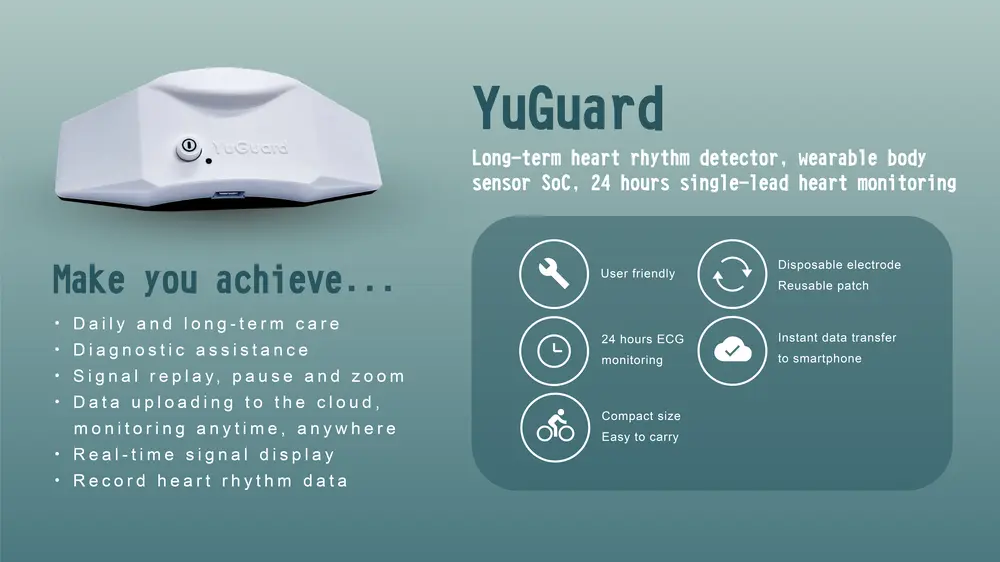 YuGuard
YuGuard
Long-term heart rhythm detector, wearable body
sensor SoC, 24 hours single-lead heart monitoring
Make you achieve...
・ Daily and long-term care
・ Diagnostic assistance
・ Signal replay, pause and zoom
・ Data uploading to the cloud,
monitoring anytime, anywhere
・ Real-time signal display
・ Record heart rhythm data
User friendly
Disposable electrode
Reusable patch
24 hours ECG
monitoring
Instant data transfer
to smartphone
Compact size
Easy to carry